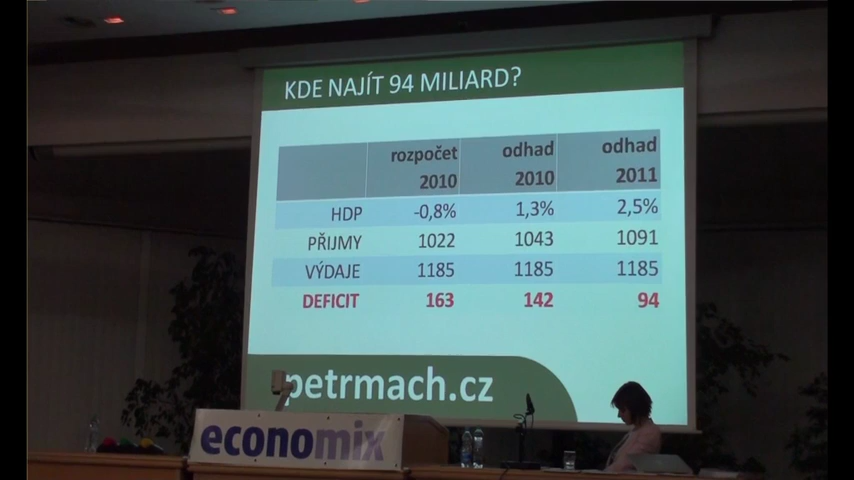 KDE NAJÍT 94 MILIARD?
rozpočet 2010 odhad 2010 odhad 2011
HDP -0,8% 1,3% 2,5%
PŘIJMY 1022 1043 1091
VÝDAJE 1185 1185 1185
DEFICIT 163 142 94
petrmach.cz
economix